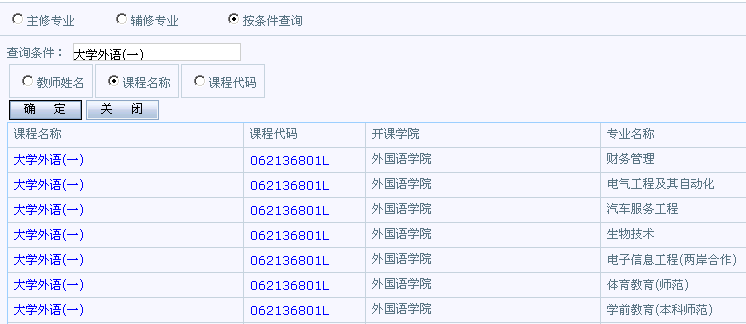 主修专业 辅修专业 按条件查询
查询条件： 大学外语(一)
教师姓名 课程名称 课程代码
确 定 关 闭
课程名称 课程代码 开课学院 专业名称
大学外语(一) 062136801L 外国语学院 财务管理
大学外语(一) 062136801L 外国语学院 电气工程及其自动化
大学外语(一) 062136801L 外国语学院 汽车服务工程
大学外语(一) 062136801L 外国语学院 生物技术
大学外语(一) 062136801L 外国语学院 电子信息工程(两岸合作)
大学外语(一) 062136801L 外国语学院 体育教育(师范)
大学外语(一) 062136801L 外国语学院 学前教育(本科师范)